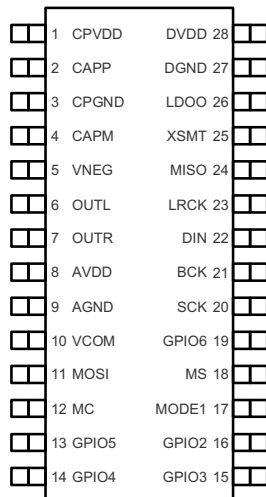 1 CPVDD DVDD 28
2 CAPP DGND 27
3 CPGND LDOO 26
4 CAPM XSMT 25
5 VNEG MISO 24
6 OUTL LRCK 23
7 OUTR DIN 22
8 AVDD BCK 21
9 AGND SCK 20
10 VCOM GPIO6 19
11 MOSI MS 18
12 MC MODE1 17
13 GPIO5 GPIO2 16
14 GPIO4 GPIO3 15